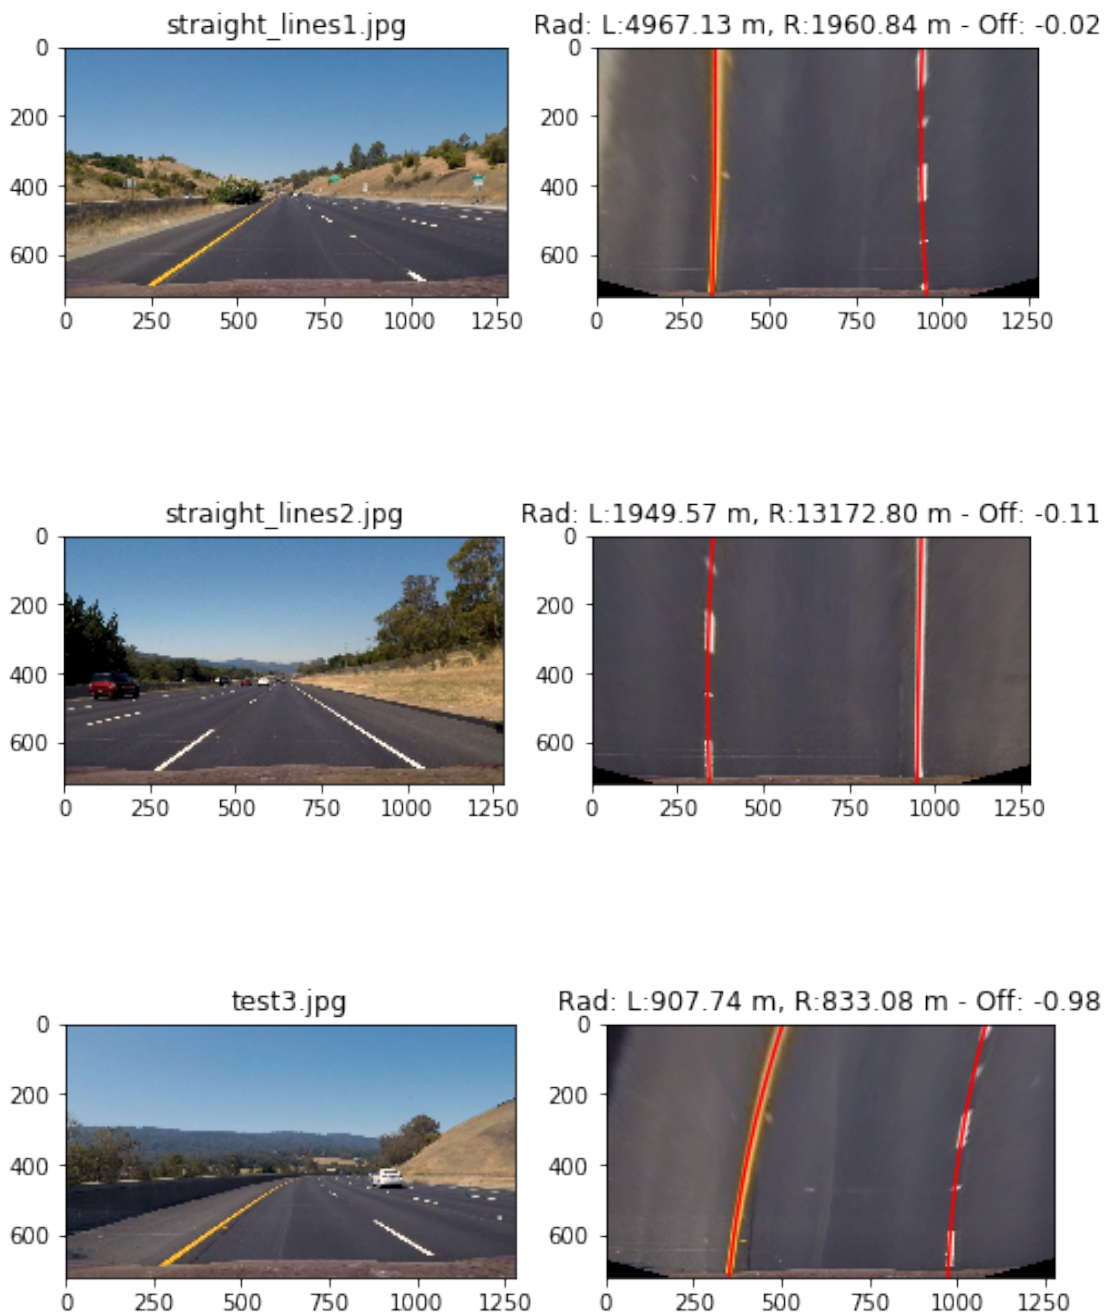 straight_lines1.jpg Rad: L:4967.13 m, R:1960.84 m - Off: -0.02
0 0
200 200
400 400
600 600
0 250 500 750 1000 1250 0 250 500 750 1000 1250
straight_lines2.jpg Rad: L:1949.57 m, R:13172.80 m - Off: -0.11
0 0
200 200
400 400
600 600
0 250 500 750 1000 1250 0 250 500 750 1000 1250
test3.jpg Rad: L:907.74 m, R:833.08 m - Off: -0.98
0 0
200 200
400 400
600 600
0 250 500 750 1000 1250 0 250 500 750 1000 1250